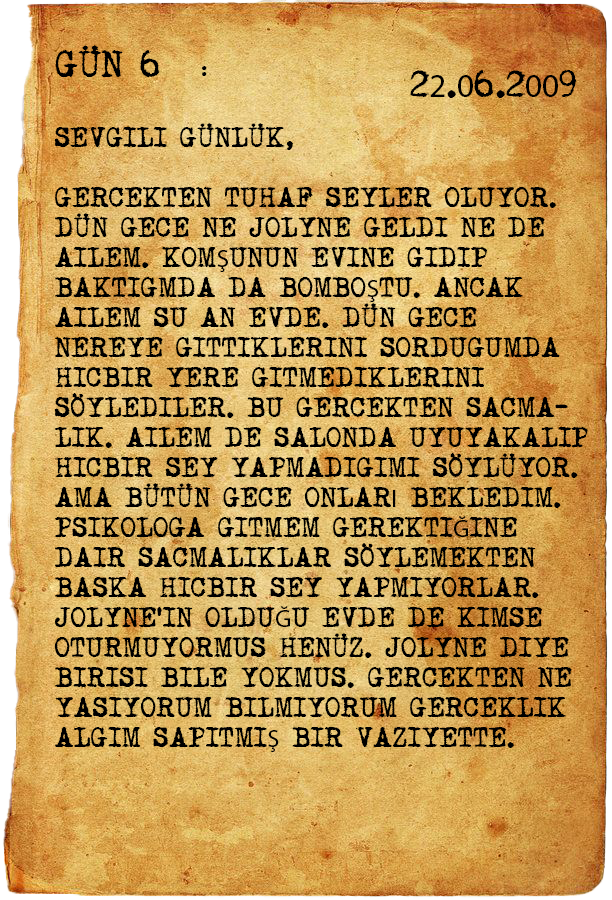 GÜN 6 :
22.06.2009
SEVGILI GÜNLÜK,
GERCEKTEN TUHAF SEYLER OLUYOR.
DÜN GECE NE JOLYNE GELDI NE DE
AILEM. KOMŞUNUN EVINE GIDIP
BAKTIGMDA DA BOMBOŞTU. ANCAK
AILEM SU AN EVDE. DÜN GECE
NEREYE GITTIKLERINI SORDUGUMDA
HICBIR YERE GITMEDIKLERINI
SÖYLEDILER. BU GERCEKTEN SACMA-
LIK. AILEM DE SALONDA UYUYAKALIP
HICBIR SEY YAPMADIGIMI SÖYLÜYOR.
AMA BÜTÜN GECE ONLARı BEKLEDIM.
PSIKOLOGA GITMEM GEREKTIĞINE
DAIR SACMALIKLAR SÖYLEMEKTEN
BASKA HICBIR SEY YAPMIYORLAR.
JOLYNE'IN OLDUĞU EVDE DE KIMSE
OTURMUYORMUS HENÜZ. JOLYNE DIYE
BIRISI BILE YOKMUS. GERCEKTEN NE
YASIYORUM BILMIYORUM GERCEKLIK
ALGIM SAPITMIŞ BIR VAZIYETTE.